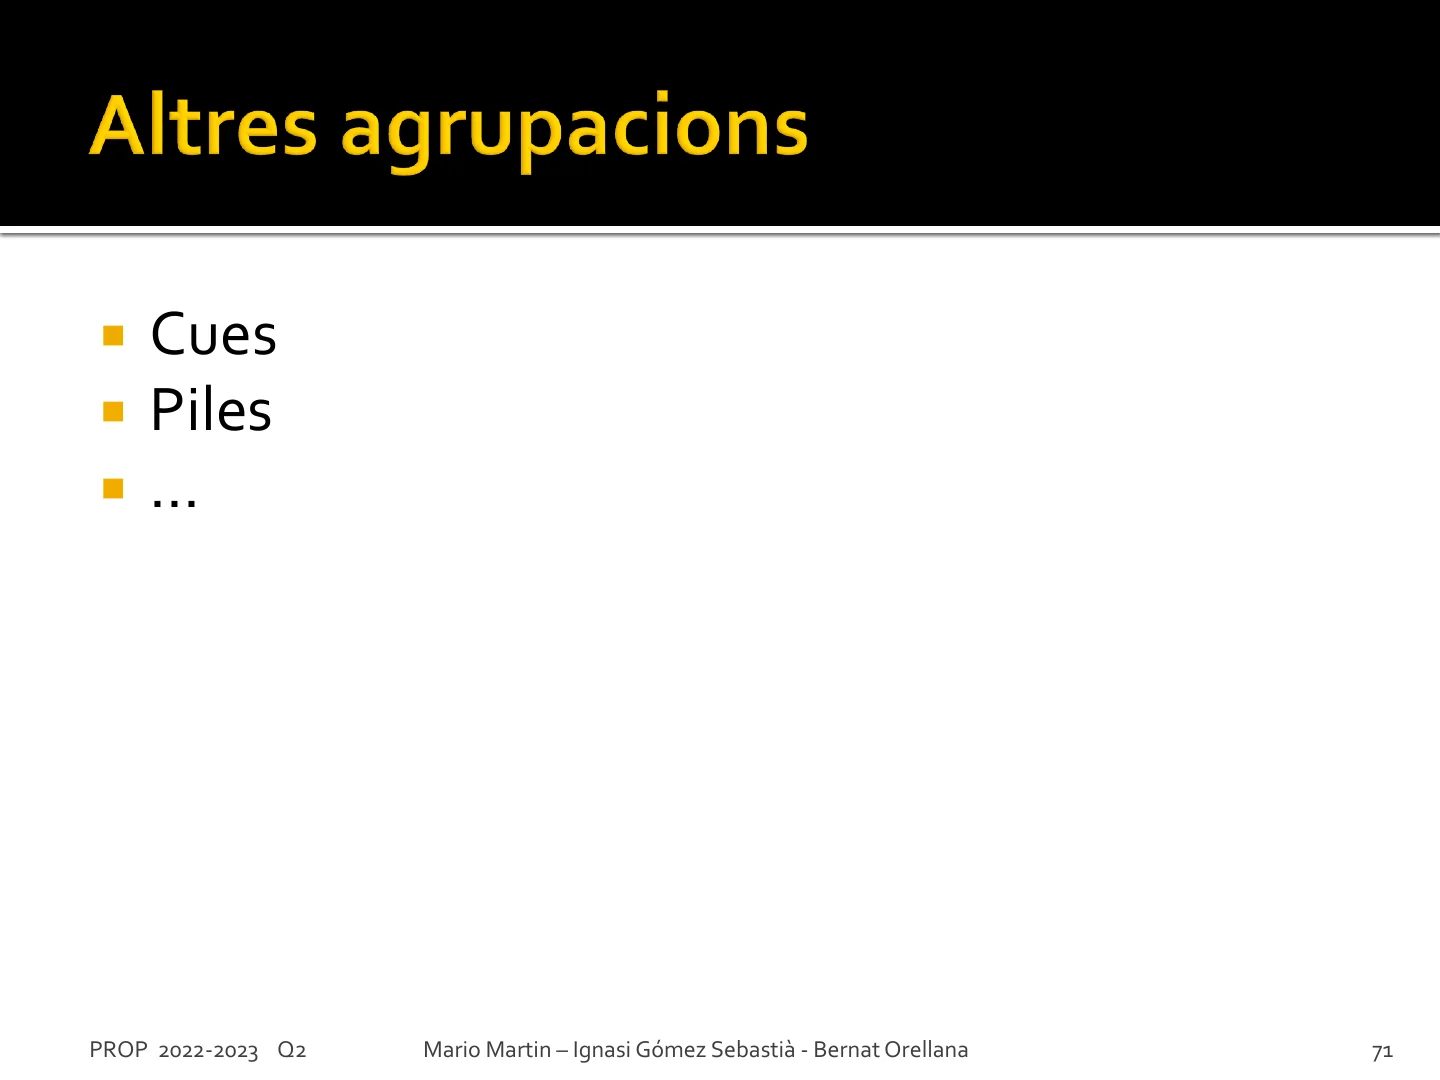 Altres agrupacions
Cues
Piles
...
PROP 2022-2023 Q2 Mario Martin – Ignasi Gómez Sebastià - Bernat Orellana 71